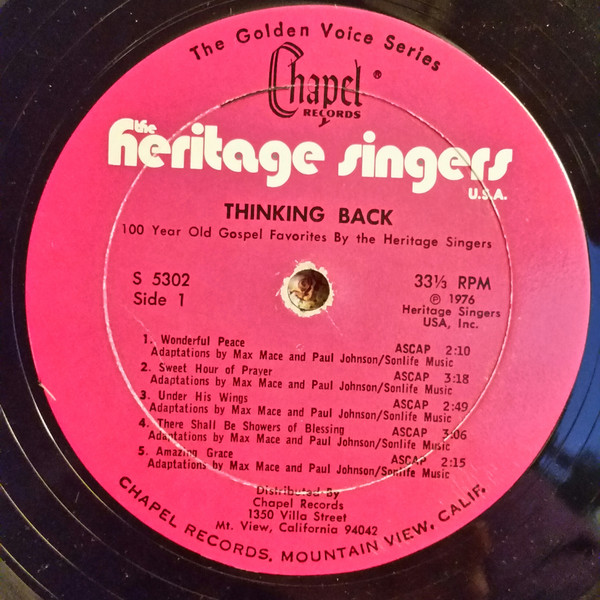 The Golden Voice Series
Chapel ®
RECORDS
the
heritage singers
U.S.A.
THINKING BACK
100 Year Old Gospel Favorites By the Heritage Singers
S 5302
Side 1
33⅓ RPM
℗ 1976
Heritage Singers
USA, Inc.
1. Wonderful Peace ASCAP 2:10
Adaptations by Max Mace and Paul Johnson/Sonlife Music
2. Sweet Hour of Prayer ASCAP 3:18
Adaptations by Max Mace and Paul Johnson/Sonlife Music
3. Under His Wings ASCAP 2:49
Adaptations by Max Mace and Paul Johnson/Sonlife Music
4. There Shall Be Showers of Blessing ASCAP 3:06
Adaptations by Max Mace and Paul Johnson/Sonlife Music
5. Amazing Grace ASCAP 2:15
Adaptations by Max Mace and Paul Johnson/Sonlife Music
Distributed By
Chapel Records
1350 Villa Street
Mt. View, California 94042
CHAPEL RECORDS, MOUNTAIN VIEW, CALIF.